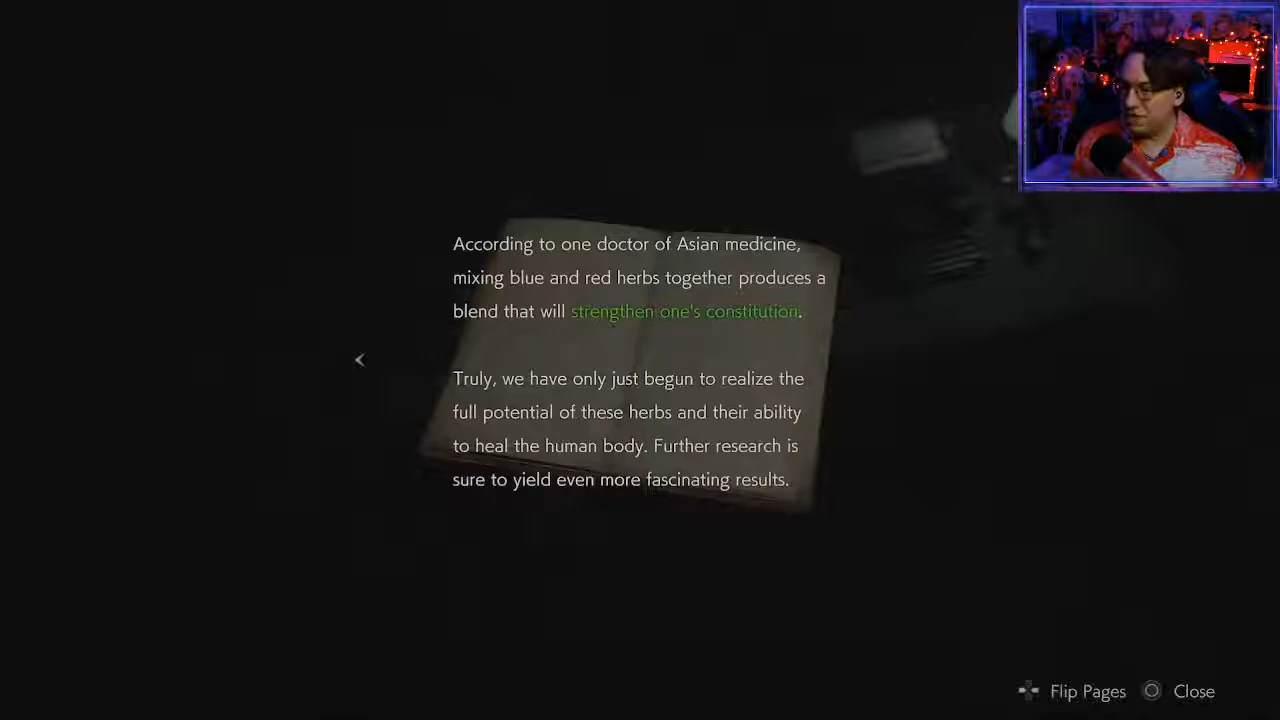 According to one doctor of Asian medicine,
mixing blue and red herbs together produces a
blend that will strengthen one's constitution.
Truly, we have only just begun to realize the
full potential of these herbs and their ability
to heal the human body. Further research is
sure to yield even more fascinating results.
Flip Pages Close